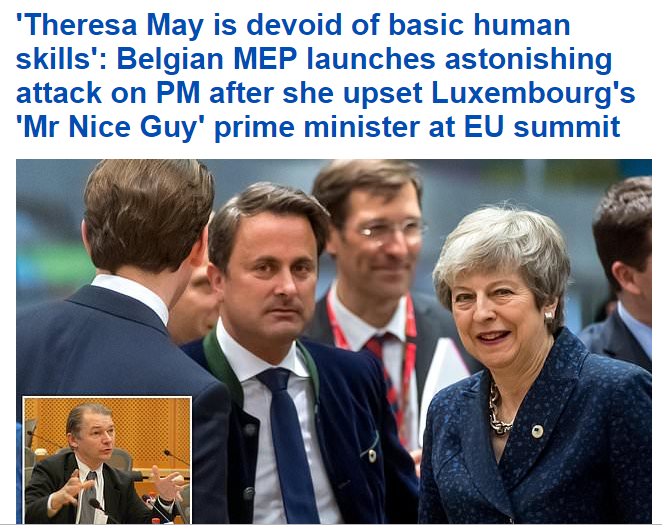 'Theresa May is devoid of basic human
skills': Belgian MEP launches astonishing
attack on PM after she upset Luxembourg's
'Mr Nice Guy' prime minister at EU summit